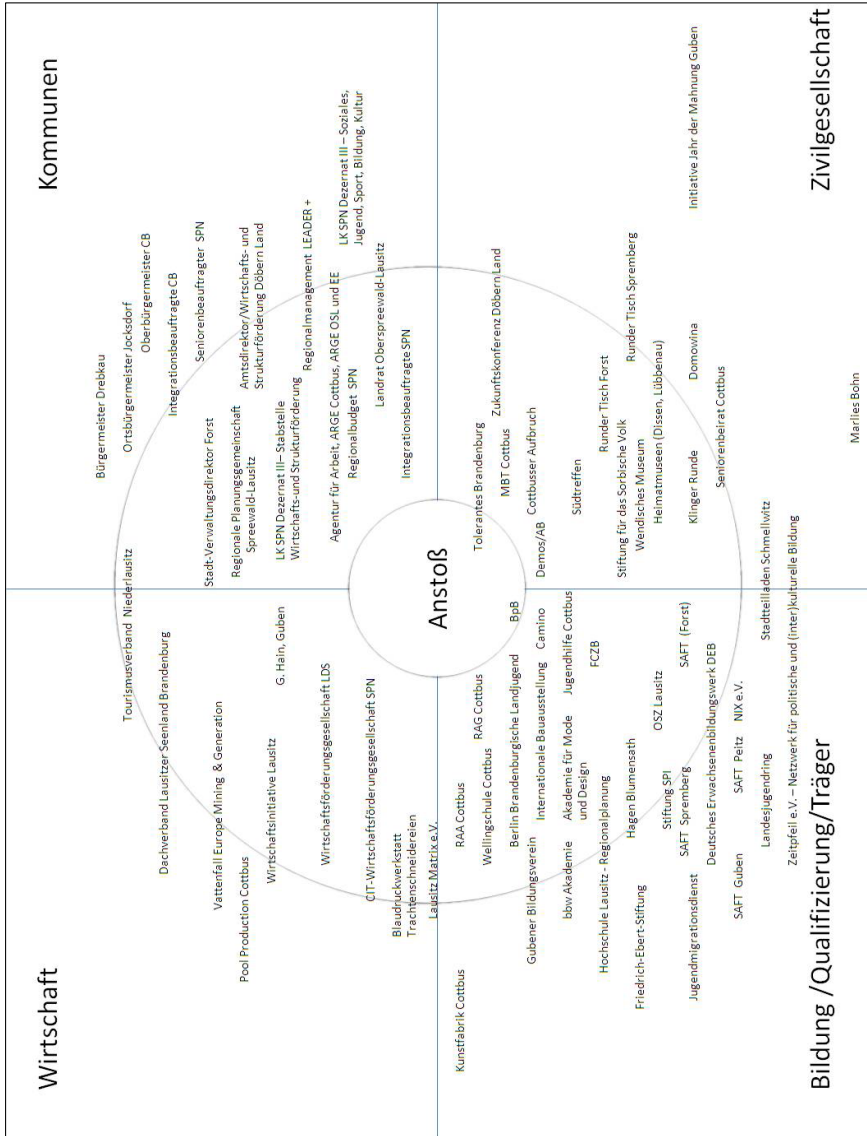 Wirtschaft
Kommunen
Tourismusverband Niederlausitz
Dachverband Lausitzer Seenland Brandenburg
Vattenfall Europe Mining & Generation
Pool Production Cottbus
Wirtschaftsinitiative Lausitz
G. Hain, Guben
Wirtschaftsförderungsgesellschaft LDS
CIT-Wirtschaftsförderungsgesellschaft SPN
Blaudruckwerkstatt
Trachtenschneidereien
Lausitz Matrix e.V.
Bürgermeister Drebkau
Ortsbürgermeister Jocksdorf
Oberbürgermeister CB
Integrationsbeauftragte CB
Seniorenbeauftragter SPN
Stadt-Verwaltungsdirektor Forst
Regionale Planungsgemeinschaft
Spreewald-Lausitz
Amtsdirektor/Wirtschafts- und
Strukturförderung Döbern Land
LK SPN Dezernat III– Stabstelle
Wirtschafts-und Strukturförderung
Regionalmanagement LEADER +
Agentur für Arbeit, ARGE Cottbus, ARGE OSL und EE
Regionalbudget SPN
LK SPN Dezernat III – Soziales,
Jugend, Sport, Bildung, Kultur
Landrat Oberspreewald-Lausitz
Integrationsbeauftragte SPN
Anstoß
Kunstfabrik Cottbus
RAA Cottbus
RAG Cottbus
Wellingschule Cottbus
Berlin Brandenburgische Landjugend
BpB
Gubener Bildungsverein
Internationale Bauausstellung
Camino
bbw Akademie
Akademie für Mode
und Design
Jugendhilfe Cottbus
FCZB
Hochschule Lausitz - Regionalplanung
Hagen Blumensath
OSZ Lausitz
Friedrich-Ebert-Stiftung
Stiftung SPI
SAFT Spremberg
SAFT (Forst)
Jugendmigrationsdienst
Deutsches Erwachsenenbildungswerk DEB
SAFT Guben
SAFT Peitz
NIX e.V.
Landesjugendring
Zeitpfeil e.V. – Netzwerk für politische und (inter)kulturelle Bildung
Tolerantes Brandenburg
Zukunftskonferenz Döbern Land
MBT Cottbus
Cottbusser Aufbruch
Demos/AB
Südtreffen
Runder Tisch Forst
Runder Tisch Spremberg
Stiftung für das Sorbische Volk
Wendisches Museum
Heimatmuseen (Dissen, Lübbenau)
Klinger Runde
Domowina
Initiative Jahr der Mahnung Guben
Seniorenbeirat Cottbus
Stadtteilladen Schmellwitz
Marlies Bohn
Bildung /Qualifizierung/Träger
Zivilgesellschaft